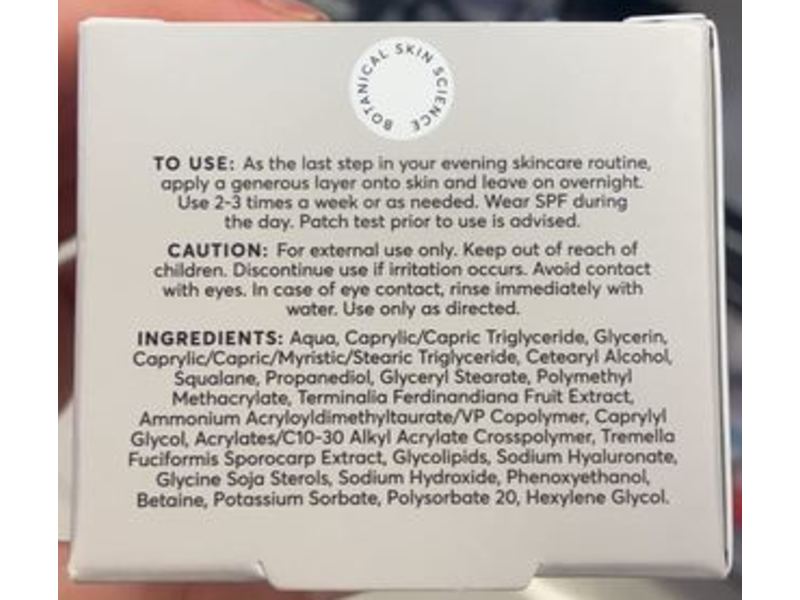 BOTANICAL SKIN SCIENCE
TO USE: As the last step in your evening skincare routine,
apply a generous layer onto skin and leave on overnight.
Use 2-3 times a week or as needed. Wear SPF during
the day. Patch test prior to use is advised.
CAUTION: For external use only. Keep out of reach of
children. Discontinue use if irritation occurs. Avoid contact
with eyes. In case of eye contact, rinse immediately with
water. Use only as directed.
INGREDIENTS: Aqua, Caprylic/Capric Triglyceride, Glycerin,
Caprylic/Capric/Myristic/Stearic Triglyceride, Cetearyl Alcohol,
Squalane, Propanediol, Glyceryl Stearate, Polymethyl
Methacrylate, Terminalia Ferdinandiana Fruit Extract,
Ammonium Acryloyldimethyltaurate/VP Copolymer, Caprylyl
Glycol, Acrylates/C10-30 Alkyl Acrylate Crosspolymer, Tremella
Fuciformis Sporocarp Extract, Glycolipids, Sodium Hyaluronate,
Glycine Soja Sterols, Sodium Hydroxide, Phenoxyethanol,
Betaine, Potassium Sorbate, Polysorbate 20, Hexylene Glycol.